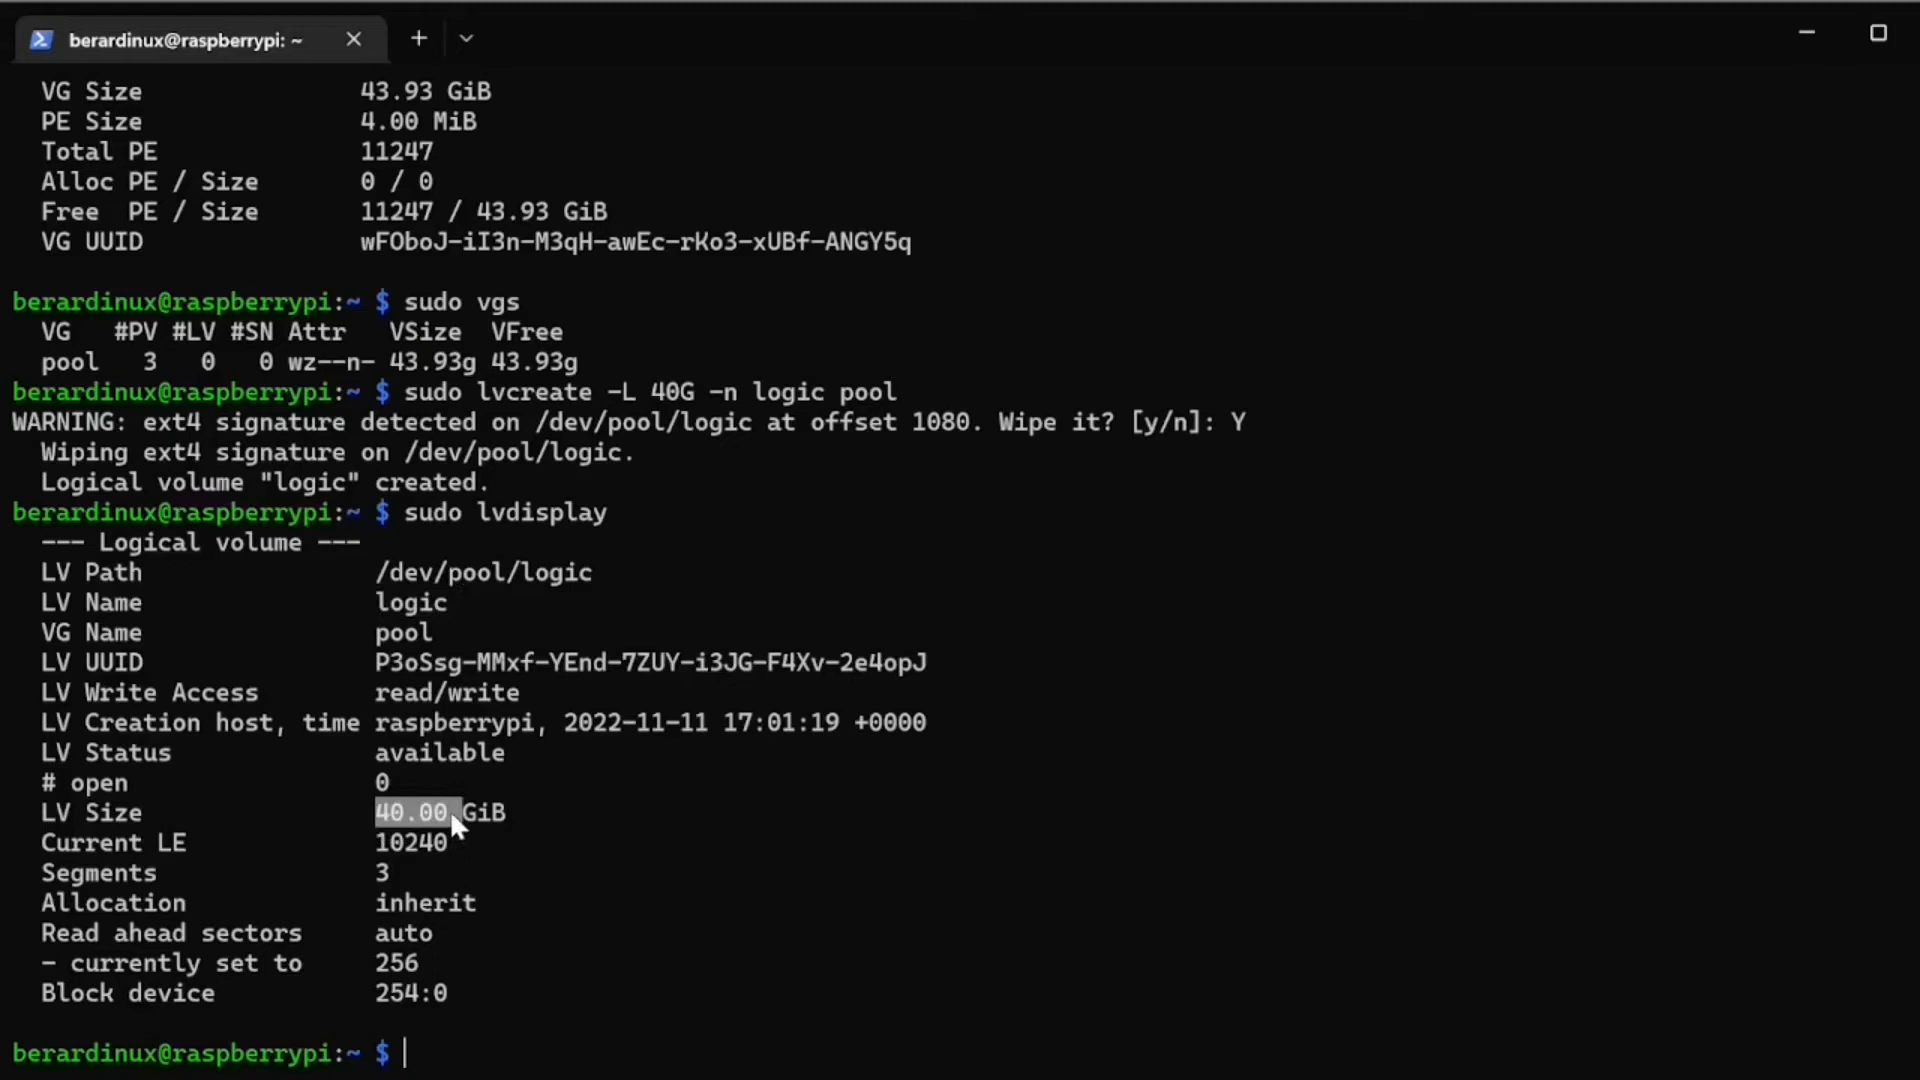 berardinux@raspberrypi: ~
VG Size 43.93 GiB
PE Size 4.00 MiB
Total PE 11247
Alloc PE / Size 0 / 0
Free  PE / Size 11247 / 43.93 GiB
VG UUID wFOboJ-iI3n-M3qH-awEc-rKo3-xUBf-ANGY5q
berardinux@raspberrypi:~ $ sudo vgs
VG   #PV #LV #SN Attr   VSize  VFree
pool   3   0   0 wz--n- 43.93g 43.93g
berardinux@raspberrypi:~ $ sudo lvcreate -L 40G -n logic pool
WARNING: ext4 signature detected on /dev/pool/logic at offset 1080. Wipe it? [y/n]: Y
Wiping ext4 signature on /dev/pool/logic.
Logical volume "logic" created.
berardinux@raspberrypi:~ $ sudo lvdisplay
--- Logical volume ---
LV Path /dev/pool/logic
LV Name logic
VG Name pool
LV UUID P3oSsg-MMxf-YEnd-7ZUY-i3JG-F4Xv-2e4opJ
LV Write Access read/write
LV Creation host, time raspberrypi, 2022-11-11 17:01:19 +0000
LV Status available
# open 0
LV Size 40.00 GiB
Current LE 10240
Segments 3
Allocation inherit
Read ahead sectors auto
- currently set to 256
Block device 254:0
berardinux@raspberrypi:~ $